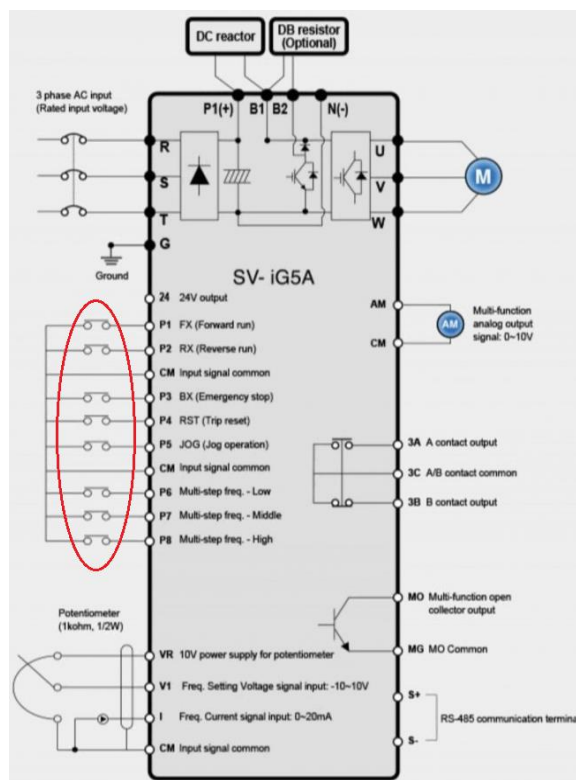 DC reactor
DB resistor
(Optional)
3 phase AC input
(Rated input voltage)
P1(+) B1 B2 N(-)
R
S
T
G
Ground
U
V
W
M
SV- iG5A
24 24V output
P1 FX (Forward run)
P2 RX (Reverse run)
CM Input signal common
P3 BX (Emergency stop)
P4 RST (Trip reset)
P5 JOG (Jog operation)
CM Input signal common
P6 Multi-step freq. - Low
P7 Multi-step freq. - Middle
P8 Multi-step freq. - High
AM
CM
AM
Multi-function
analog output
signal: 0~10V
3A A contact output
3C A/B contact common
3B B contact output
MO Multi-function open
collector output
MG MO Common
Potentiometer
(1kohm, 1/2W)
VR 10V power supply for potentiometer
V1 Freq. Setting Voltage signal input: -10~10V
I Freq. Current signal input: 0~20mA
CM Input signal common
S+
S-
RS-485 communication termina